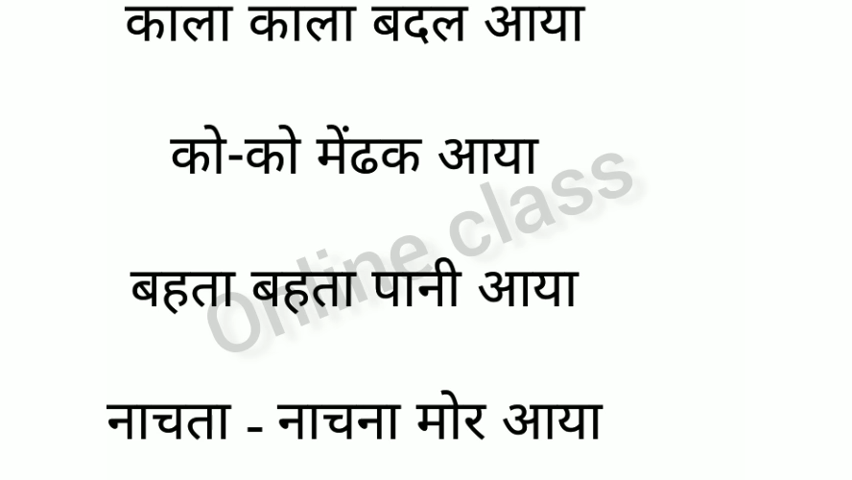 काला काला बदल आया
को-को मेंढक आया
बहता बहता पानी आया
नाचता - नाचना मोर आया
Online class